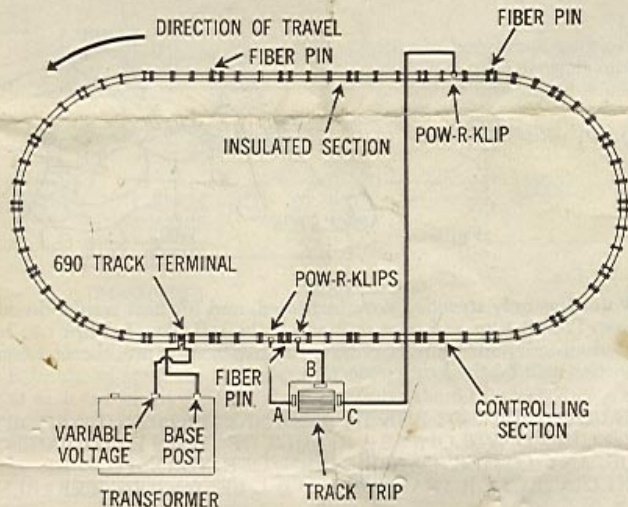 DIRECTION OF TRAVEL
FIBER PIN
FIBER PIN
INSULATED SECTION
POW-R-KLIP
690 TRACK TERMINAL
POW-R-KLIPS
B
FIBER
PIN
A
C
VARIABLE
VOLTAGE
BASE
POST
CONTROLLING
SECTION
TRACK TRIP
TRANSFORMER